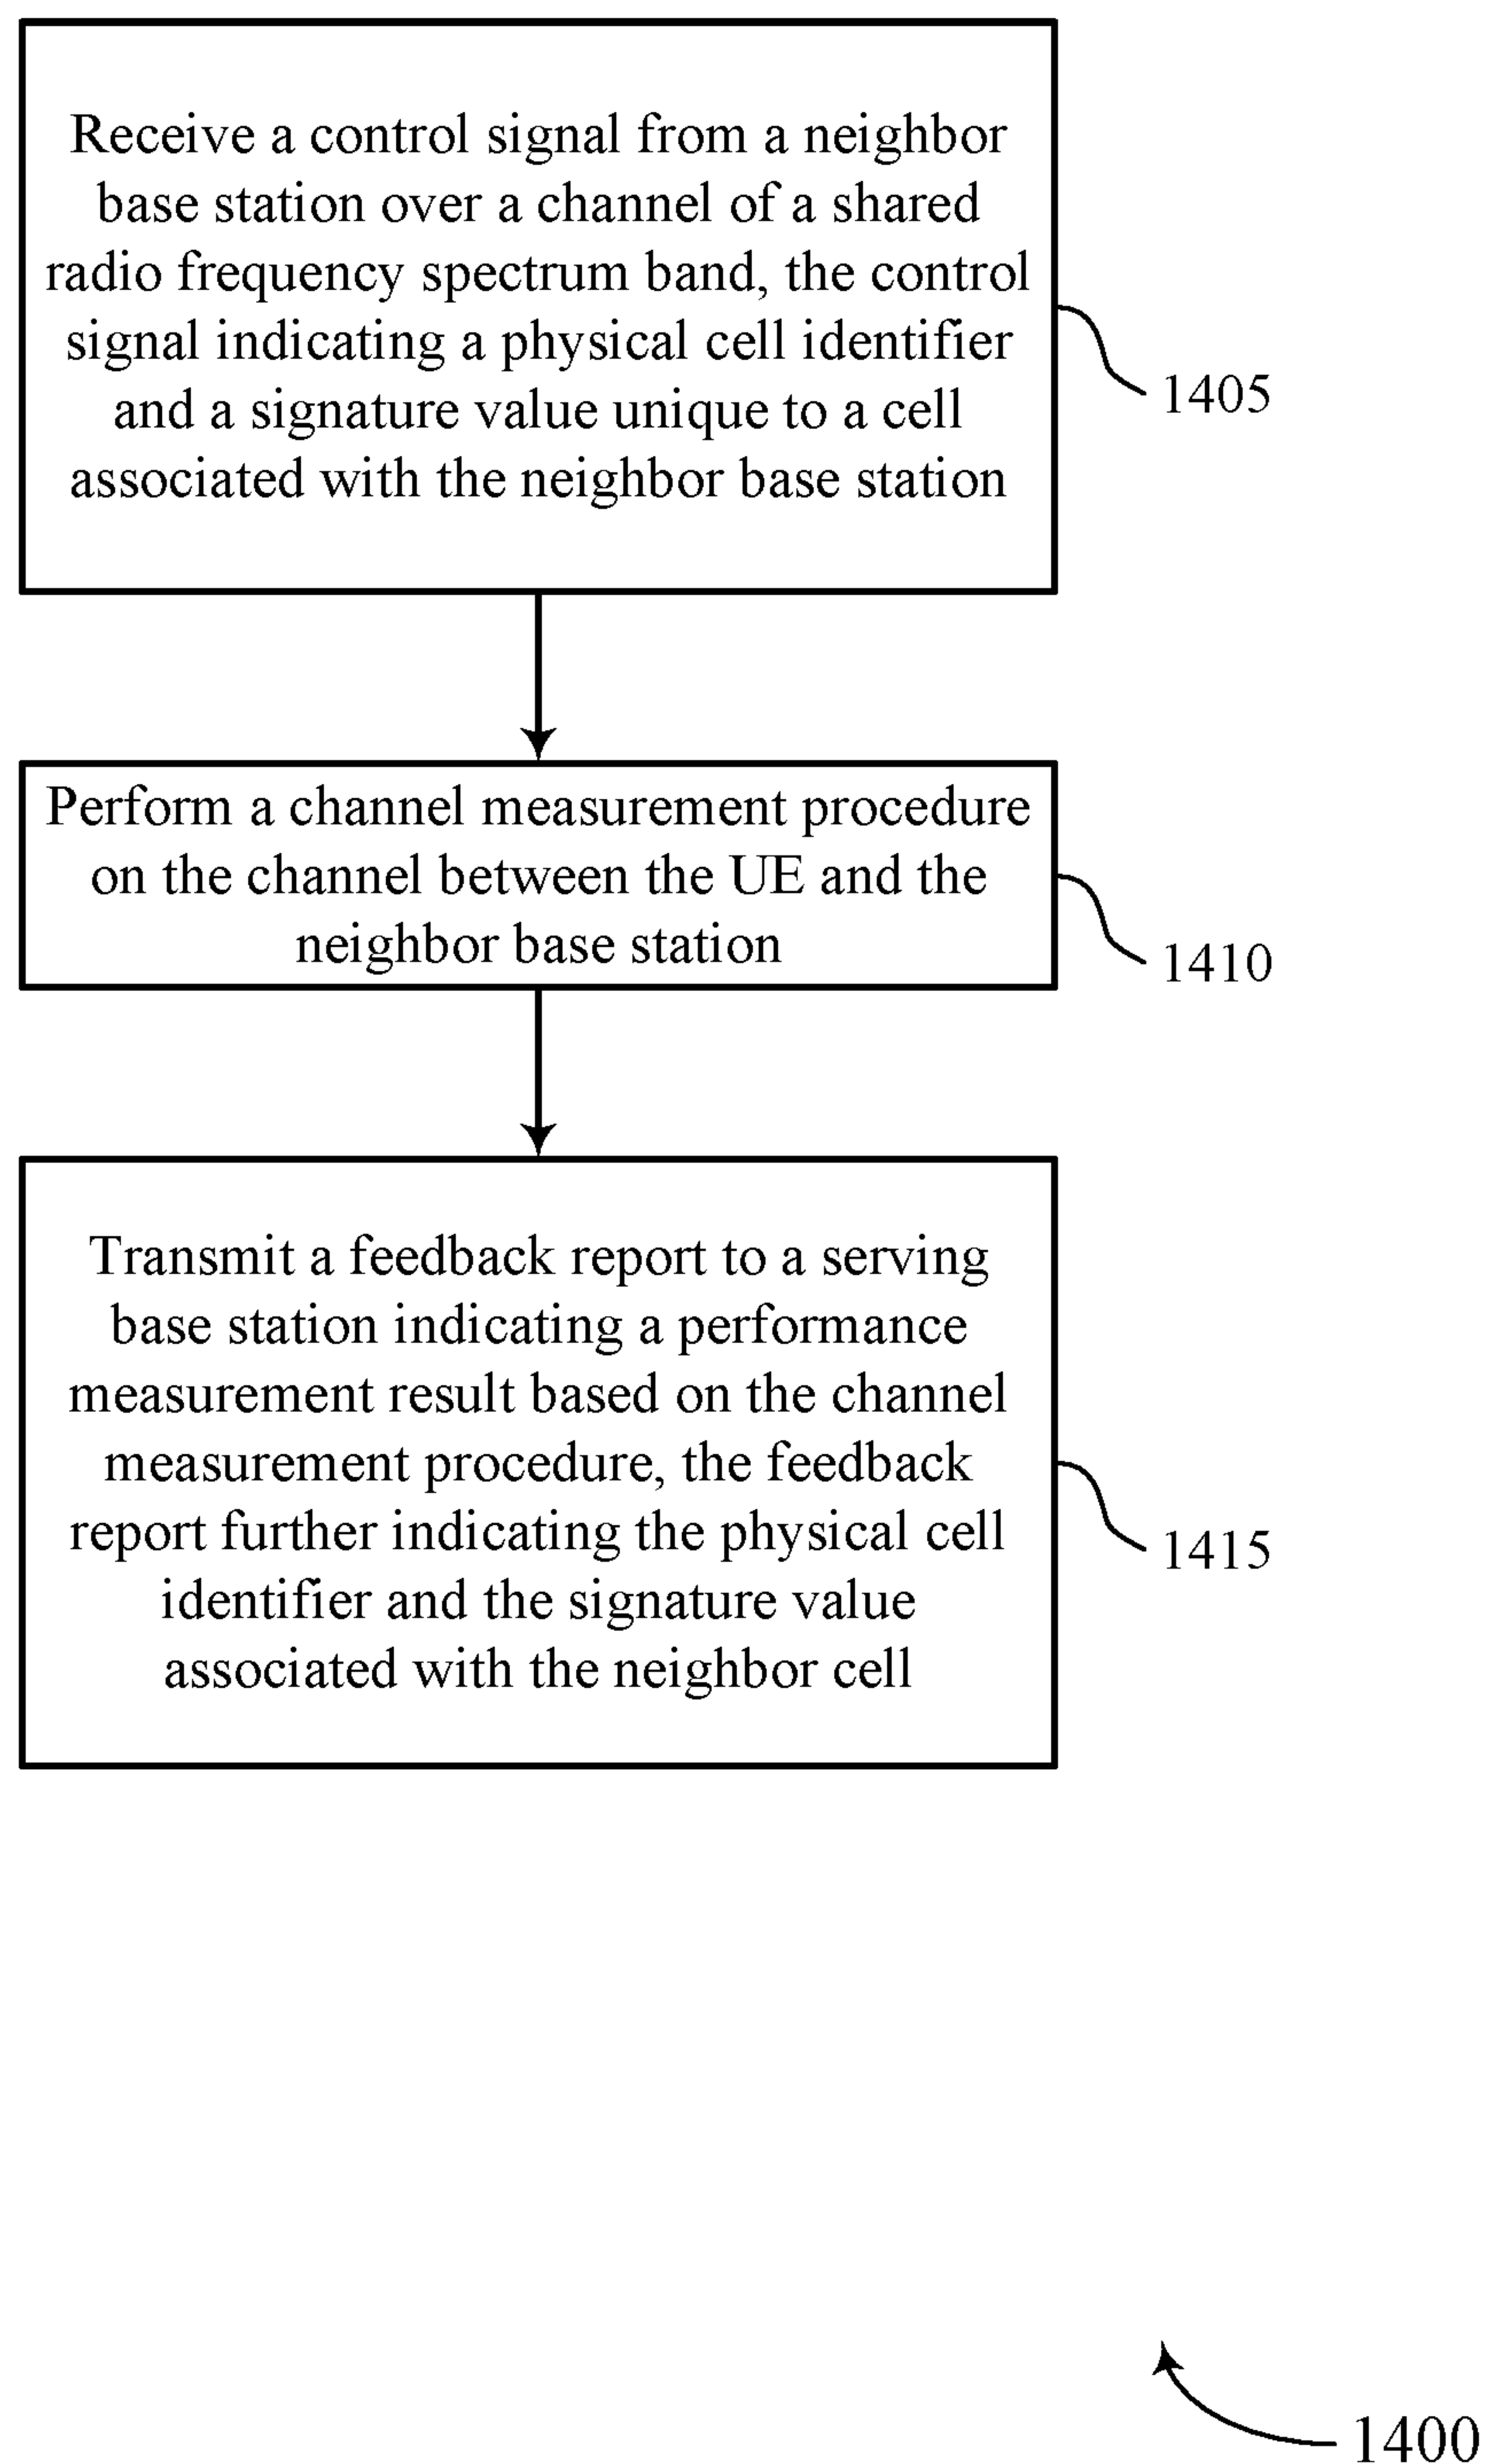 Receive a control signal from a neighbor
base station over a channel of a shared
radio frequency spectrum band, the control
signal indicating a physical cell identifier
and a signature value unique to a cell
associated with the neighbor base station
1405
Perform a channel measurement procedure
on the channel between the UE and the
neighbor base station
1410
Transmit a feedback report to a serving
base station indicating a performance
measurement result based on the channel
measurement procedure, the feedback
report further indicating the physical cell
identifier and the signature value
associated with the neighbor cell
1415
1400